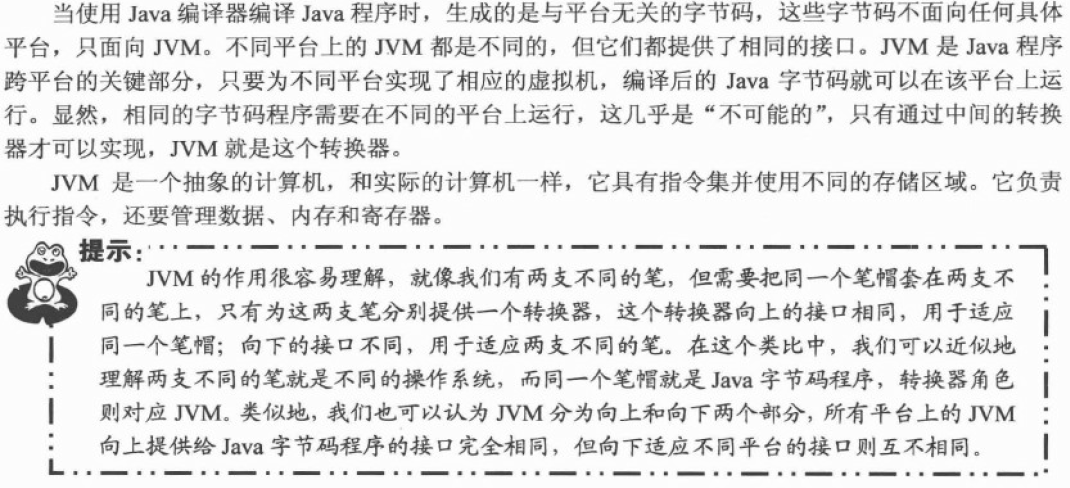 当使用 Java 编译器编译 Java 程序时，生成的是与平台无关的字节码，这些字节码不面向任何具体
平台，只面向 JVM。不同平台上的 JVM 都是不同的，但它们都提供了相同的接口。JVM 是 Java 程序
跨平台的关键部分，只要为不同平台实现了相应的虚拟机，编译后的 Java 字节码就可以在该平台上运
行。显然，相同的字节码程序需要在不同的平台上运行，这几乎是“不可能的”，只有通过中间的转换
器才可以实现，JVM 就是这个转换器。
JVM 是一个抽象的计算机，和实际的计算机一样，它具有指令集并使用不同的存储区域。它负责
执行指令，还要管理数据、内存和寄存器。
提示：
JVM 的作用很容易理解，就像我们有两支不同的笔，但需要把同一个笔帽套在两支不
同的笔上，只有为这两支笔分别提供一个转换器，这个转换器向上的接口相同，用于适应
同一个笔帽；向下的接口不同，用于适应两支不同的笔。在这个类比中，我们可以近似地
理解两支不同的笔就是不同的操作系统，而同一个笔帽就是 Java 字节码程序，转换器角色
则对应 JVM。类似地，我们也可以认为 JVM 分为向上和向下两个部分，所有平台上的 JVM
向上提供给 Java 字节码程序的接口完全相同，但向下适应不同平台的接口则互不相同。